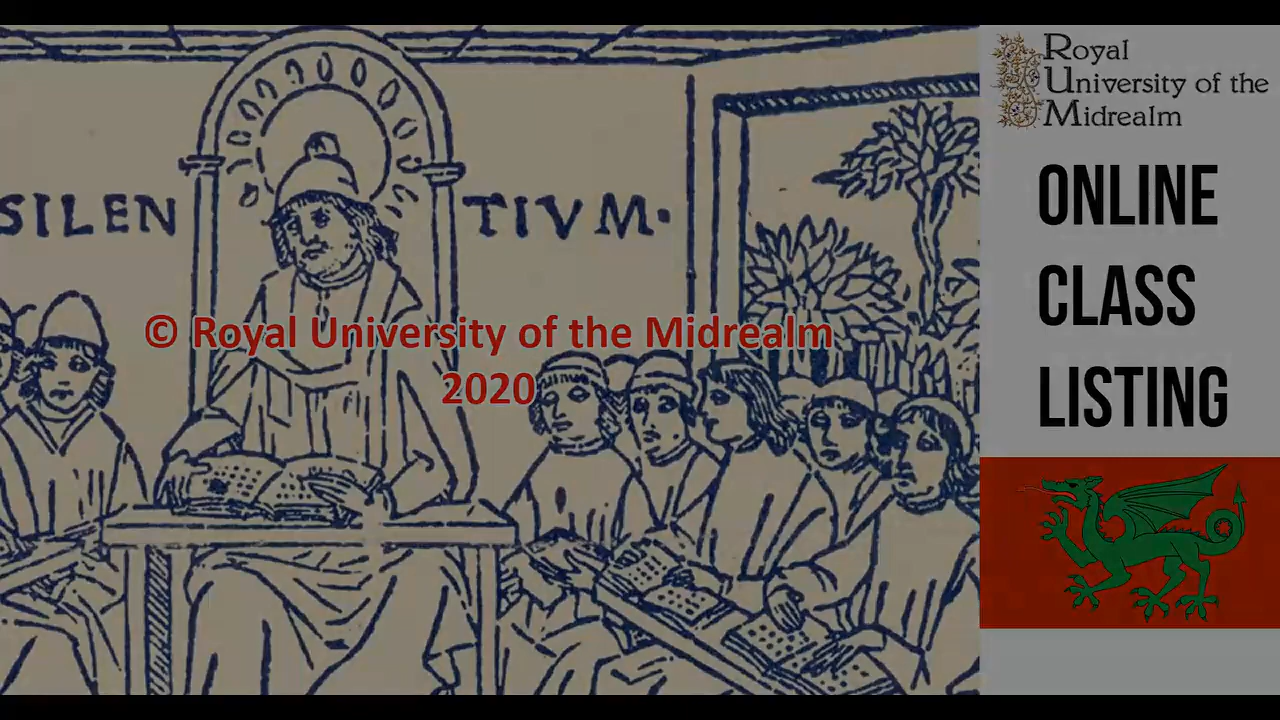 SILEN TIVM.
© Royal University of the Midrealm
2020
Royal
University of the
Midrealm
ONLINE
CLASS
LISTING